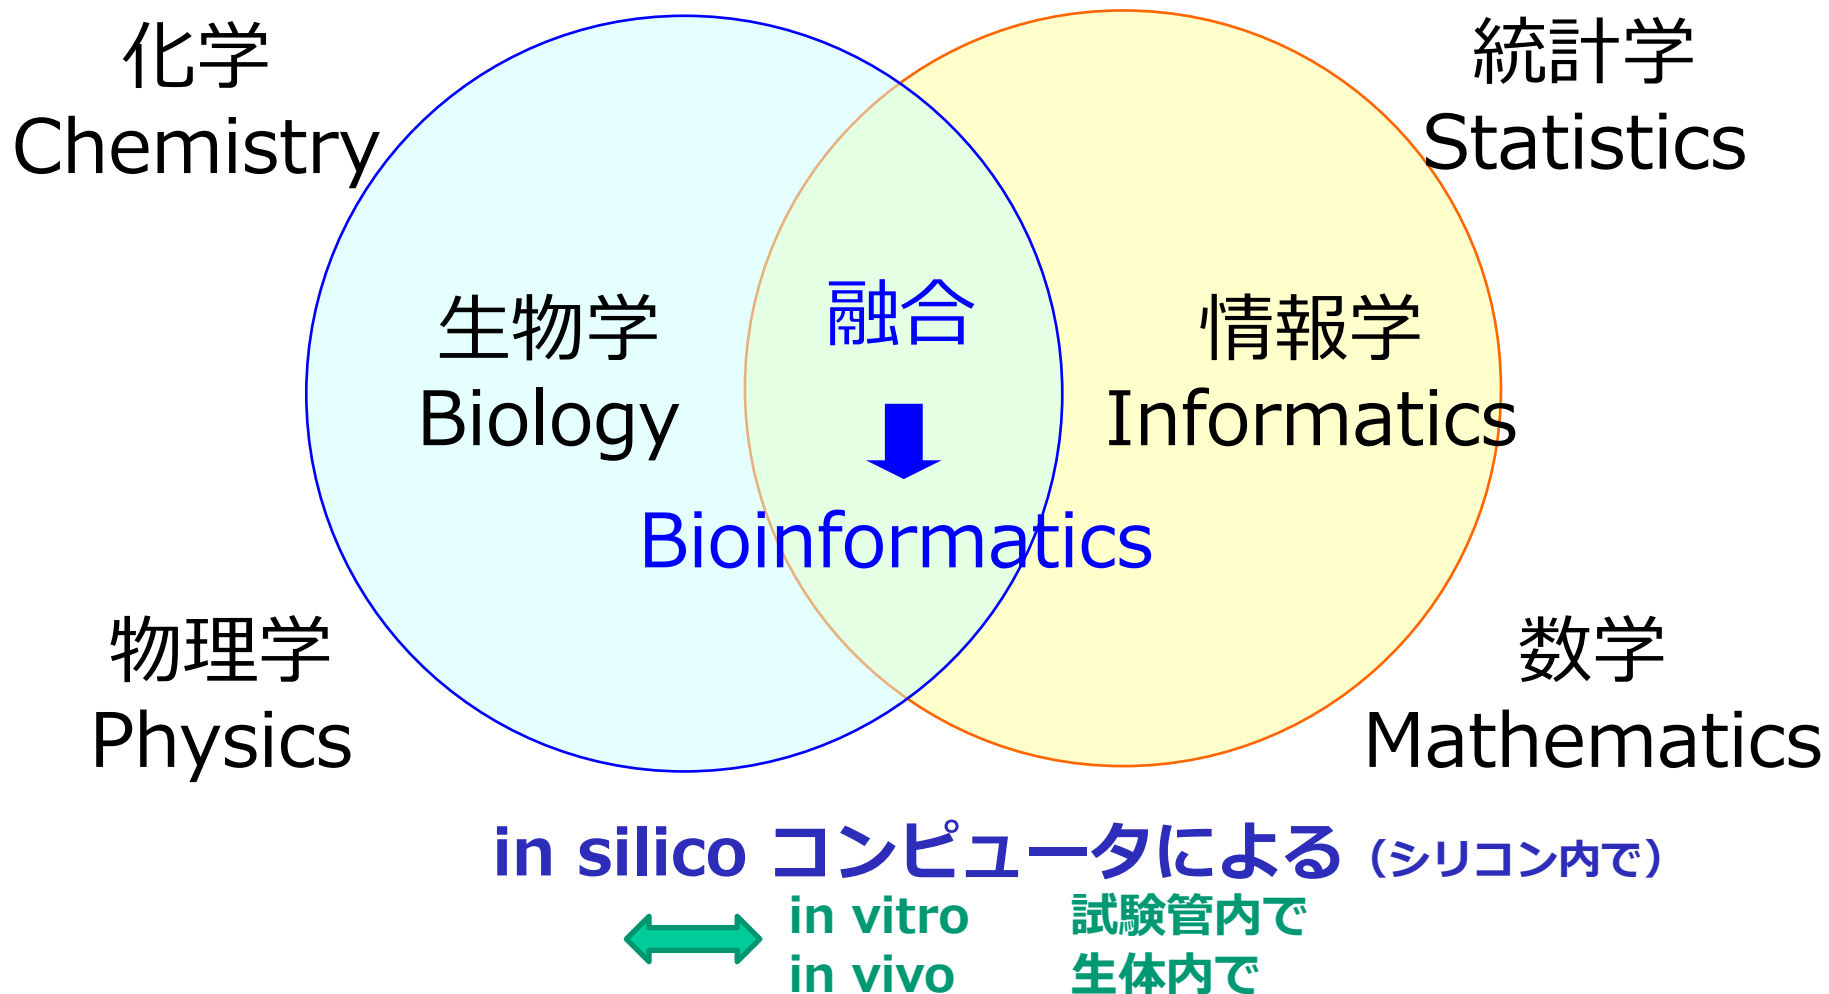 化学
Chemistry
統計学
Statistics
生物学
Biology
融合
情報学
Informatics
Bioinformatics
物理学
Physics
数学
Mathematics
in silico コンピュータによる（シリコン内で）
in vitro 試験管内で
in vivo 生体内で